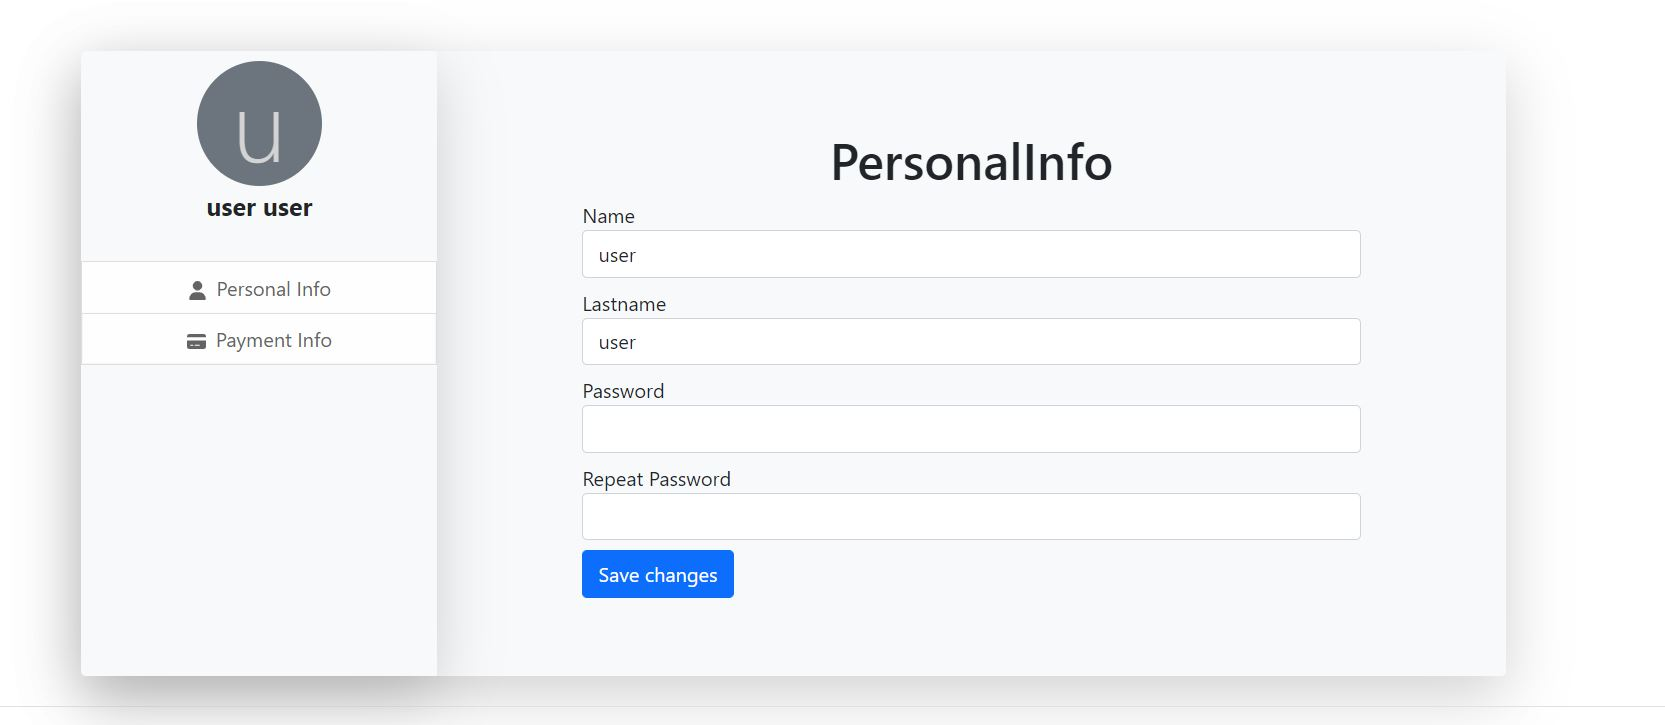 u
user user
Personal Info
Payment Info
PersonalInfo
Name
user
Lastname
user
Password
Repeat Password
Save changes